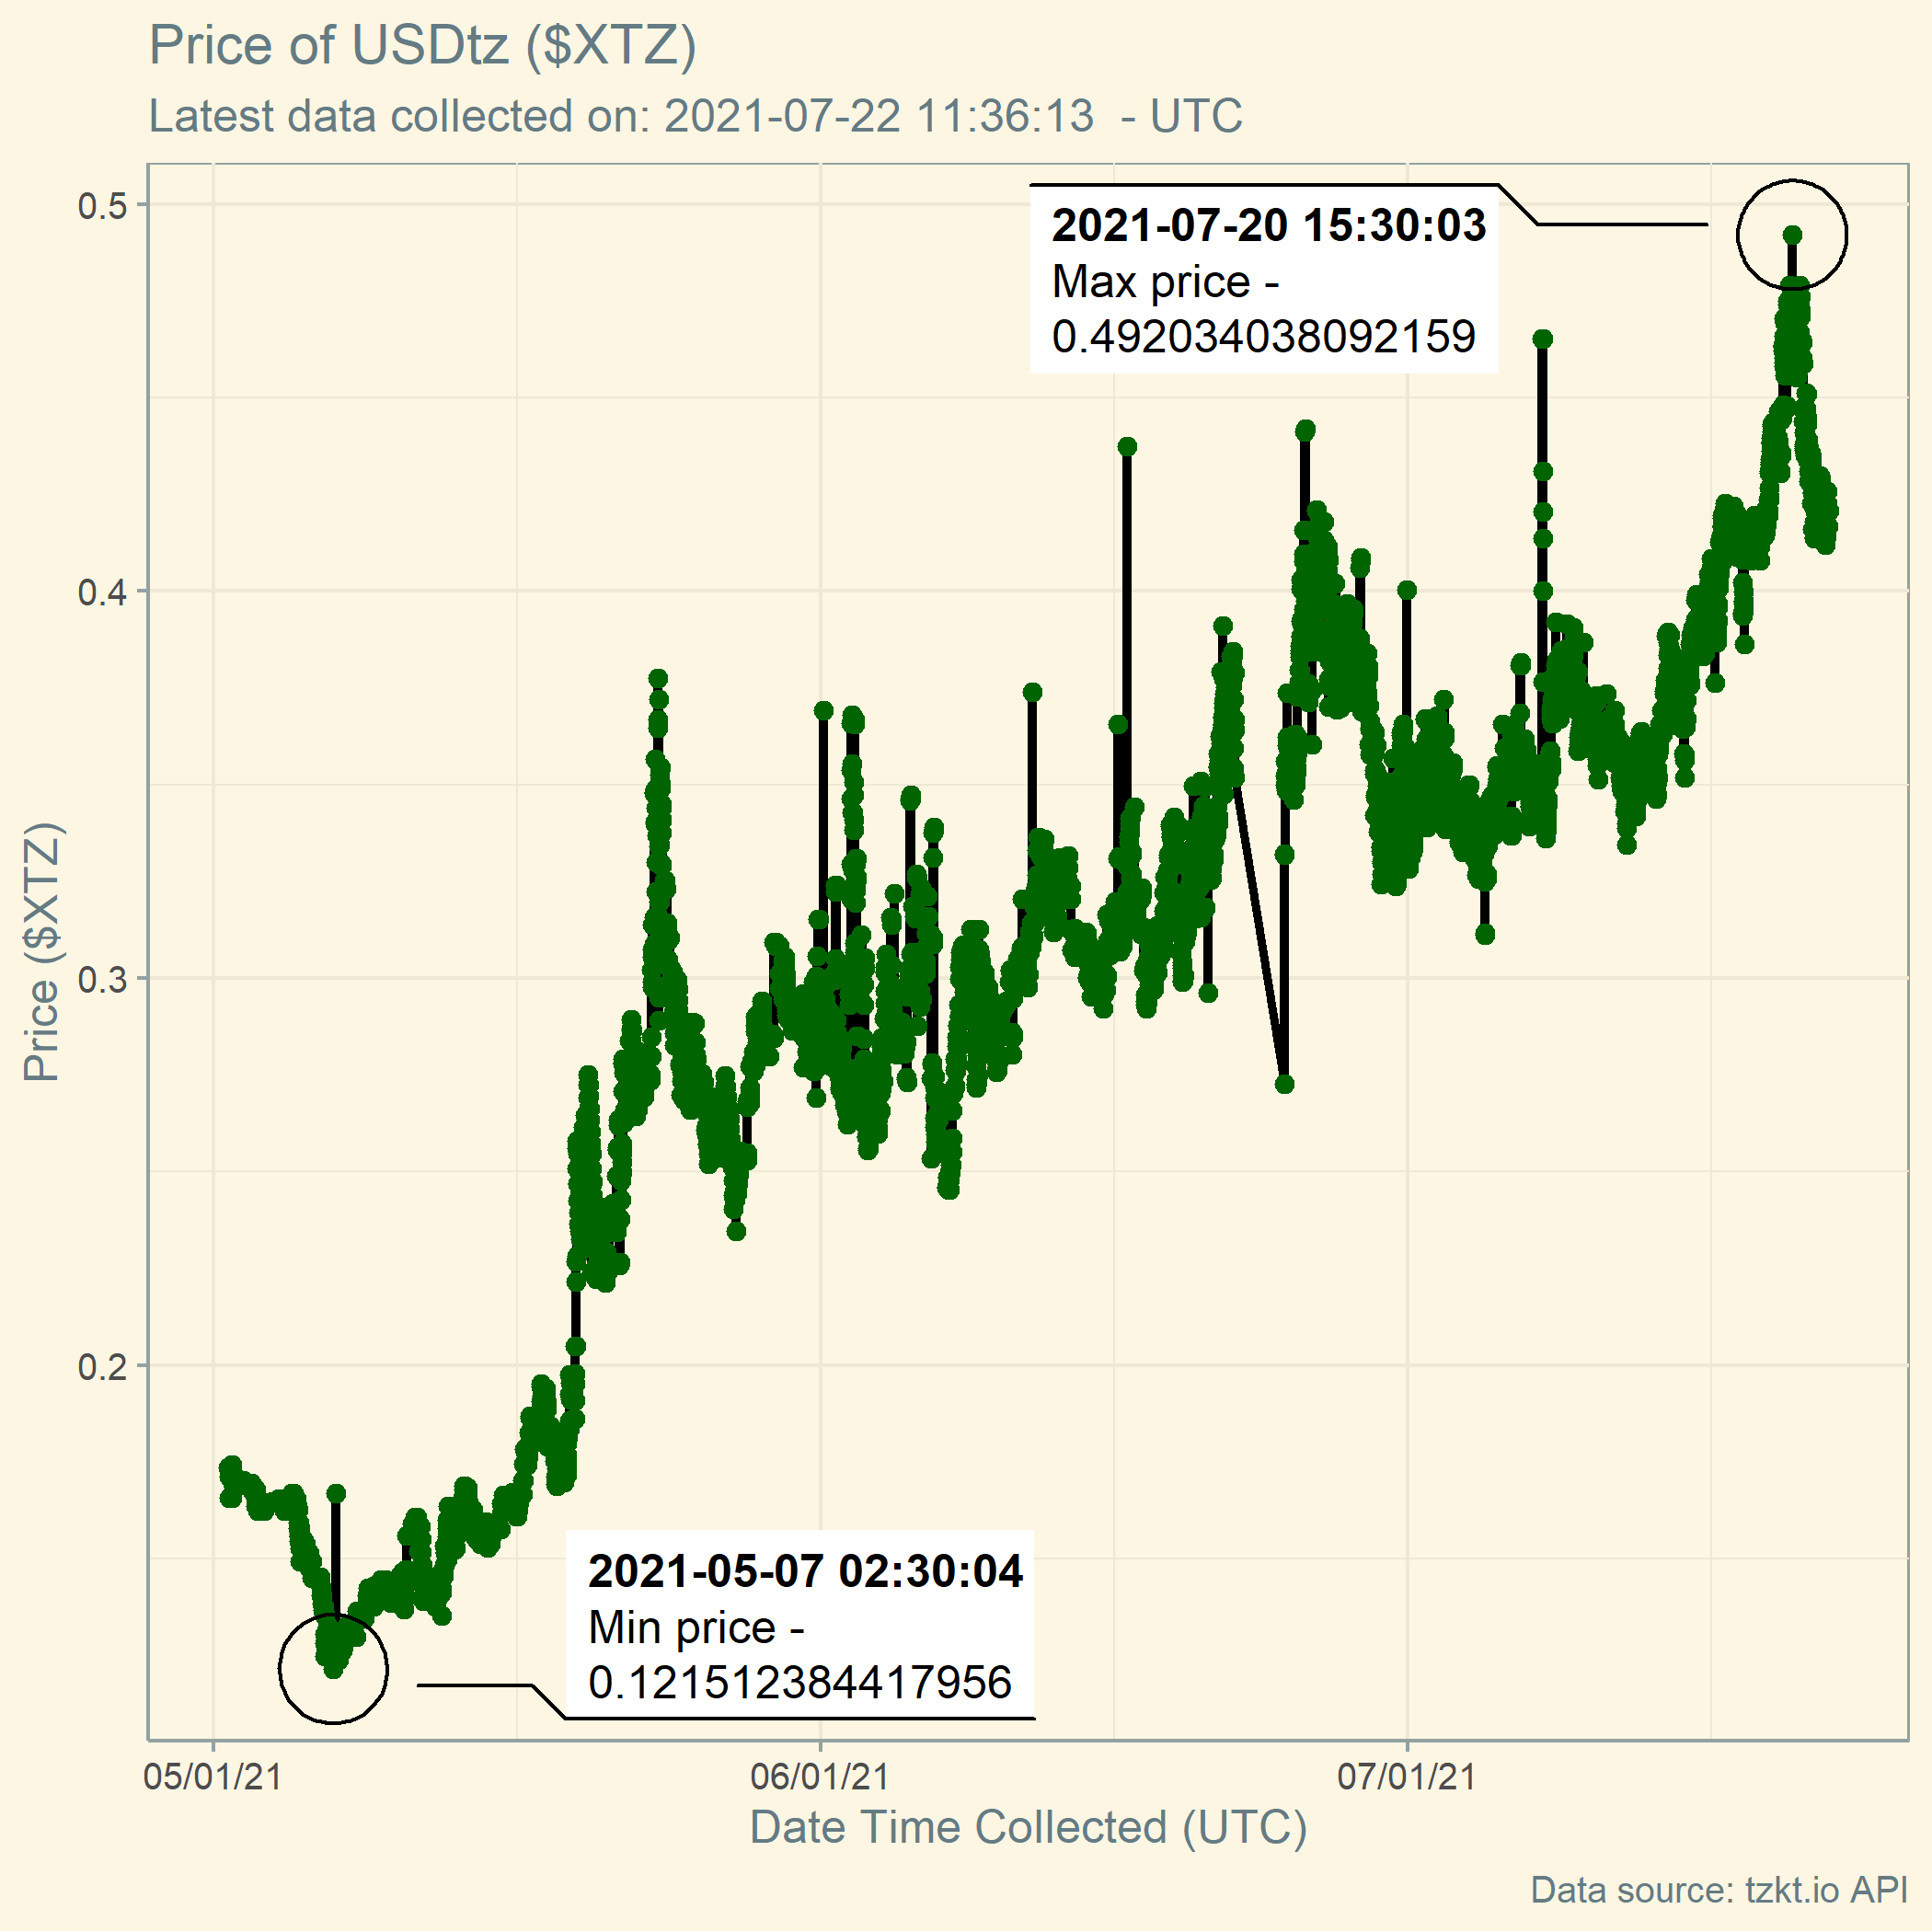 Price of USDtz ($XTZ)
Latest data collected on: 2021-07-22 11:36:13  - UTC
0.5
0.4
0.3
0.2
Price ($XTZ)
2021-07-20 15:30:03
Max price -
0.492034038092159
2021-05-07 02:30:04
Min price -
0.121512384417956
05/01/21
06/01/21
07/01/21
Date Time Collected (UTC)
Data source: tzkt.io API